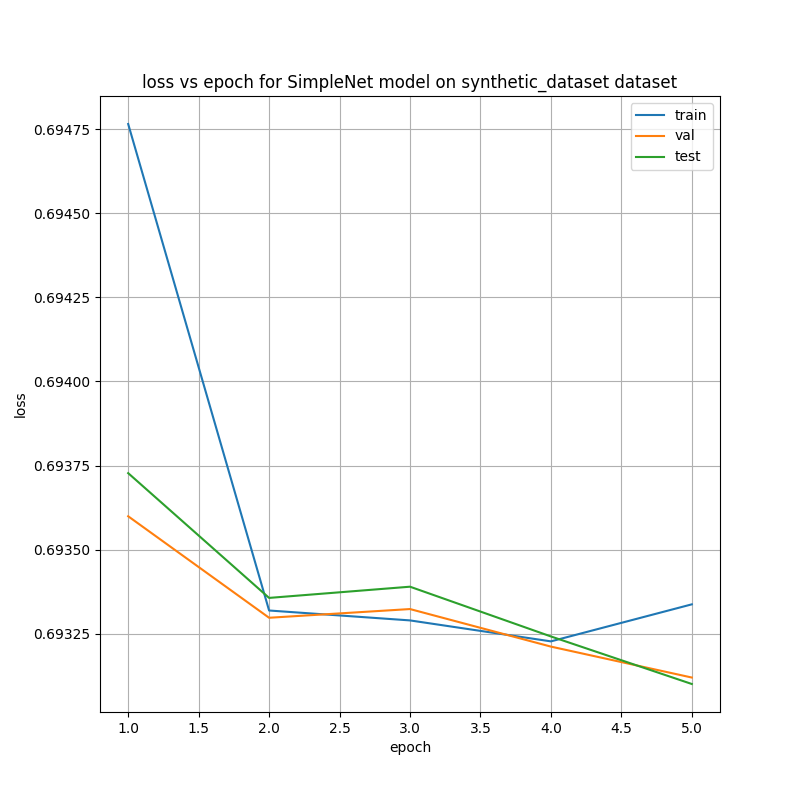 loss vs epoch for SimpleNet model on synthetic_dataset dataset
train
val
test
0.69475
0.69450
0.69425
0.69400
0.69375
0.69350
0.69325
loss
1.0 1.5 2.0 2.5 3.0 3.5 4.0 4.5 5.0
epoch